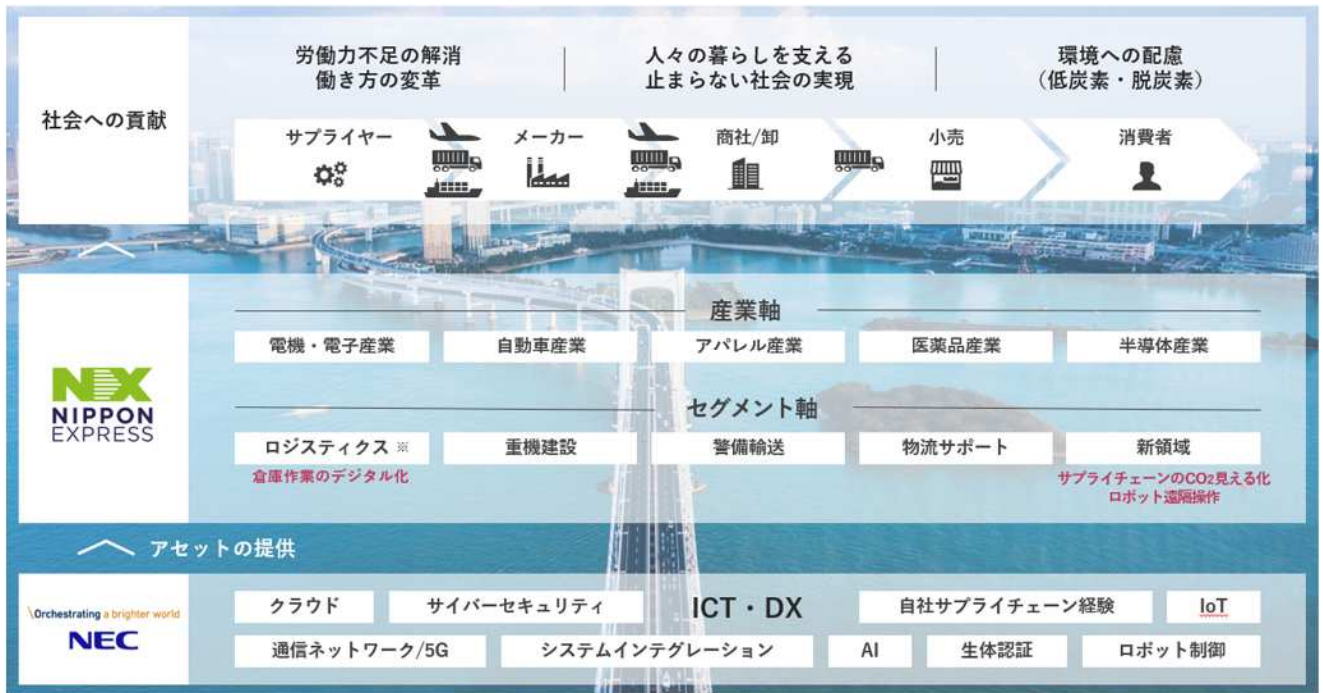 労働力不足の解消
働き方の変革
人々の暮らしを支える
止まらない社会の実現
環境への配慮
（低炭素・脱炭素）
社会への貢献
サプライヤー
メーカー
商社/卸
小売
消費者
産業軸
電機・電子産業
自動車産業
アパレル産業
医薬品産業
半導体産業
NX
NIPPON
EXPRESS
セグメント軸
ロジスティクス ※
重機建設
警備輸送
物流サポート
新領域
倉庫作業のデジタル化
サプライチェーンのCO2見える化
ロボット遠隔操作
アセットの提供
\Orchestrating a brighter world
NEC
クラウド
サイバーセキュリティ
ICT・DX
自社サプライチェーン経験
IoT
通信ネットワーク/5G
システムインテグレーション
AI
生体認証
ロボット制御